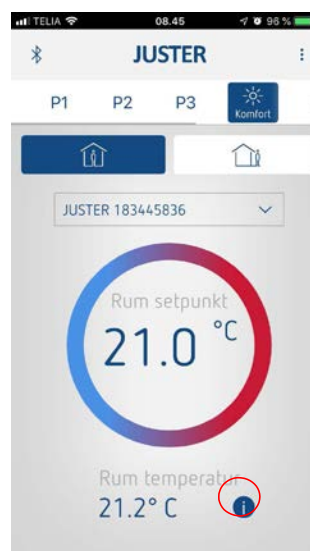 TELIA 08.45 96 %
JUSTER
P1 P2 P3 Komfort
JUSTER 183445836
Rum setpunkt
21.0 °C
Rum temperatur
21.2° C i